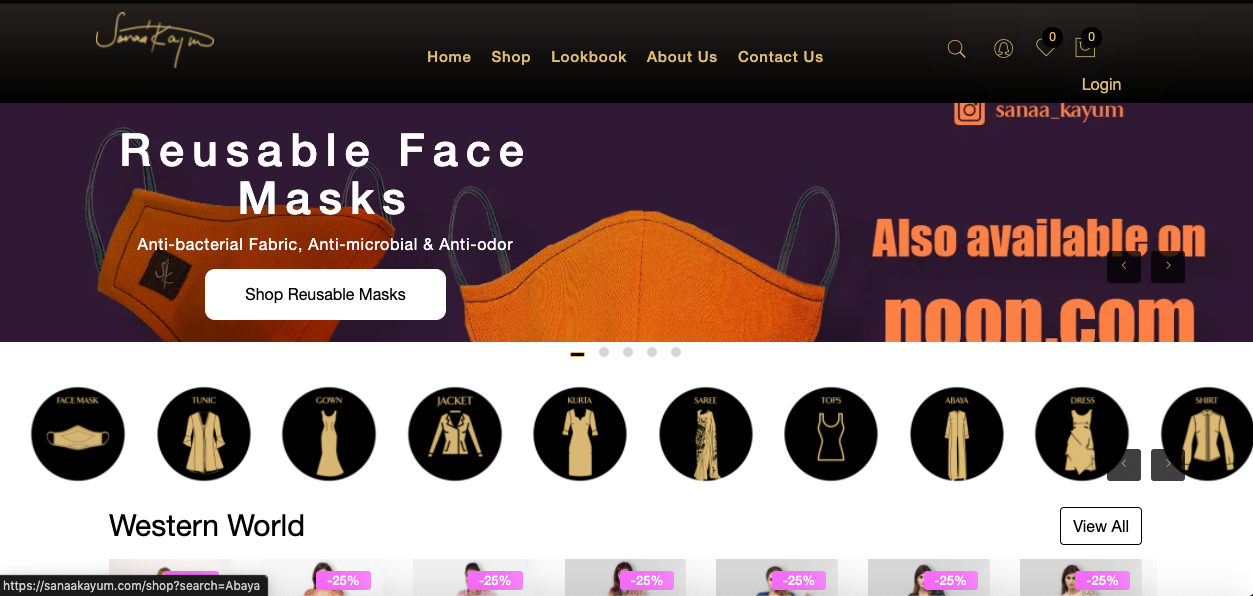 Sanaa Kayum
Home Shop Lookbook About Us Contact Us
0
0
Login
sanaa_kayum
Reusable Face
Masks
Anti-bacterial Fabric, Anti-microbial & Anti-odor
Shop Reusable Masks
Also available on
noon.com
SK
FACE MASK
TUNIC
GOWN
JACKET
KURTA
SAREE
TOPS
ABAYA
DRESS
SHIRT
Western World
View All
-25%
-25%
-25%
-25%
-25%
-25%
https://sanaakayum.com/shop?search=Abaya